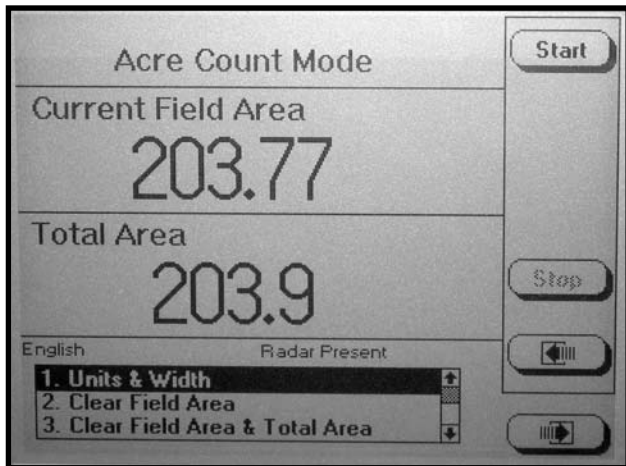 Acre Count Mode
Start
Current Field Area
203.77
Total Area
203.9
Stop
English Radar Present
1. Units & Width
2. Clear Field Area
3. Clear Field Area & Total Area